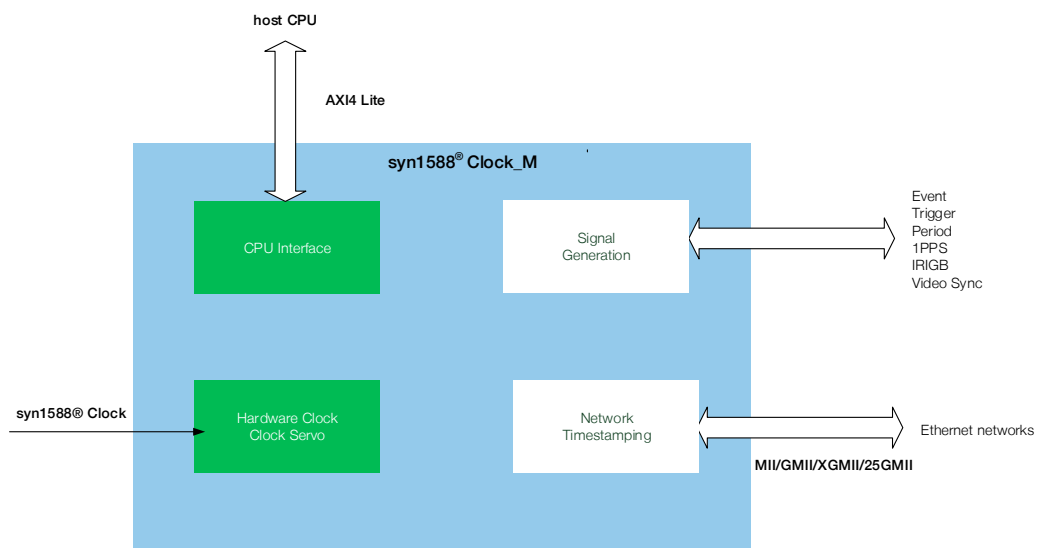 host CPU
AXI4 Lite
syn1588® Clock_M
CPU Interface
Signal
Generation
Event
Trigger
Period
1PPS
IRIGB
Video Sync
syn1588® Clock
Hardware Clock
Clock Servo
Network
Timestamping
Ethernet networks
MII/GMII/XGMII/25GMII